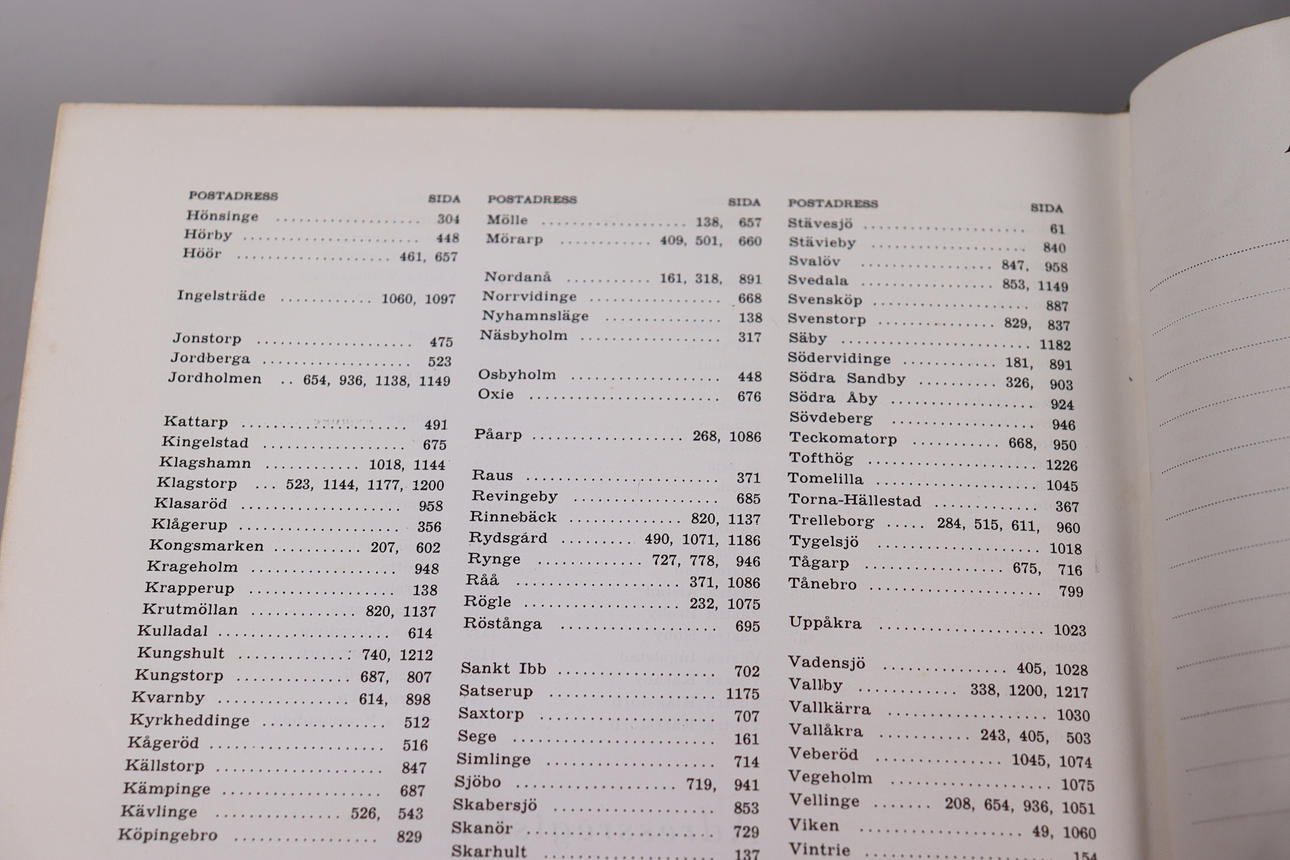 POSTADRESS SIDA
Hönsinge ................... 304
Hörby ....................... 448
Höör .................... 461, 657
Ingelsträde ............ 1060, 1097
Jonstorp .................... 475
Jordberga ................... 523
Jordholmen .. 654, 936, 1138, 1149
Kattarp ...................... 491
Kingelstad ................... 675
Klagshamn ............ 1018, 1144
Klagstorp ... 523, 1144, 1177, 1200
Klasaröd ..................... 958
Klågerup ..................... 356
Kongsmarken ........... 207, 602
Krageholm ................... 948
Krapperup ................... 138
Krutmöllan ............. 820, 1137
Kulladal ...................... 614
Kungshult .............. 740, 1212
Kungstorp .............. 687, 807
Kvarnby ................ 614, 898
Kyrkheddinge ................ 512
Kågeröd ...................... 516
Källstorp ..................... 847
Kämpinge .................... 687
Kävlinge ................ 526, 543
Köpingebro .................. 829
POSTADRESS SIDA
Mölle .................. 138, 657
Mörarp ............ 409, 501, 660
Nordanå ........... 161, 318, 891
Norrvidinge ................. 668
Nyhamnsläge ............... 138
Näsbyholm .................. 317
Osbyholm ................... 448
Oxie ........................ 676
Påarp ................... 268, 1086
Raus ........................ 371
Revingeby ................... 685
Rinnebäck .............. 820, 1137
Rydsgård ......... 490, 1071, 1186
Rynge ............. 727, 778, 946
Råå ..................... 371, 1086
Rögle .................... 232, 1075
Röstånga .................... 695
Sankt Ibb .................... 702
Satserup ..................... 1175
Saxtorp ...................... 707
Sege ......................... 161
Simlinge ..................... 714
Sjöbo .................... 719, 941
Skabersjö .................... 853
Skanör ....................... 729
Skarhult ..................... 137
POSTADRESS SIDA
Stävesjö ..................... 61
Stävieby .................... 840
Svalöv ................. 847, 958
Svedala ................ 853, 1149
Svensköp .................... 887
Svenstorp .............. 829, 837
Säby ........................ 1182
Södervidinge ............ 181, 891
Södra Sandby .......... 326, 903
Södra Åby .................. 924
Sövdeberg .................. 946
Teckomatorp ........... 668, 950
Tofthög ..................... 1226
Tomelilla .................... 1045
Torna-Hällestad ............. 367
Trelleborg ..... 284, 515, 611, 960
Tygelsjö .................... 1018
Tågarp .................. 675, 716
Tånebro ..................... 799
Uppåkra .................... 1023
Vadensjö ............... 405, 1028
Vallby ........... 338, 1200, 1217
Vallkärra ................... 1030
Vallåkra ........... 243, 405, 503
Veberöd ............... 1045, 1074
Vegeholm ................... 1075
Vellinge ....... 208, 654, 936, 1051
Viken .................... 49, 1060
Vintrie ...................... 154